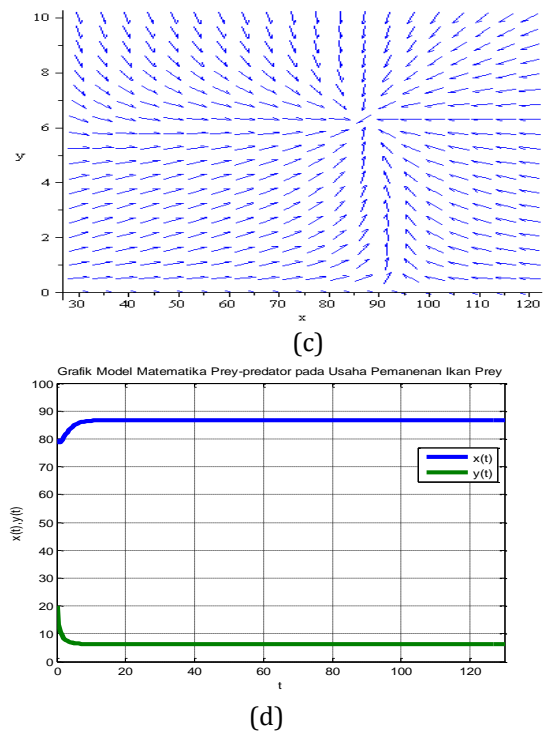 10
8
6
y
4
2
0
30 40 50 60 70 80 90 100 110 120
x
(c)
Grafik Model Matematika Prey-predator pada Usaha Pemanenan Ikan Prey
100
90
80
70
60
50
40
30
20
10
0
x(t),y(t)
x(t)
y(t)
0 20 40 60 80 100 120
t
(d)